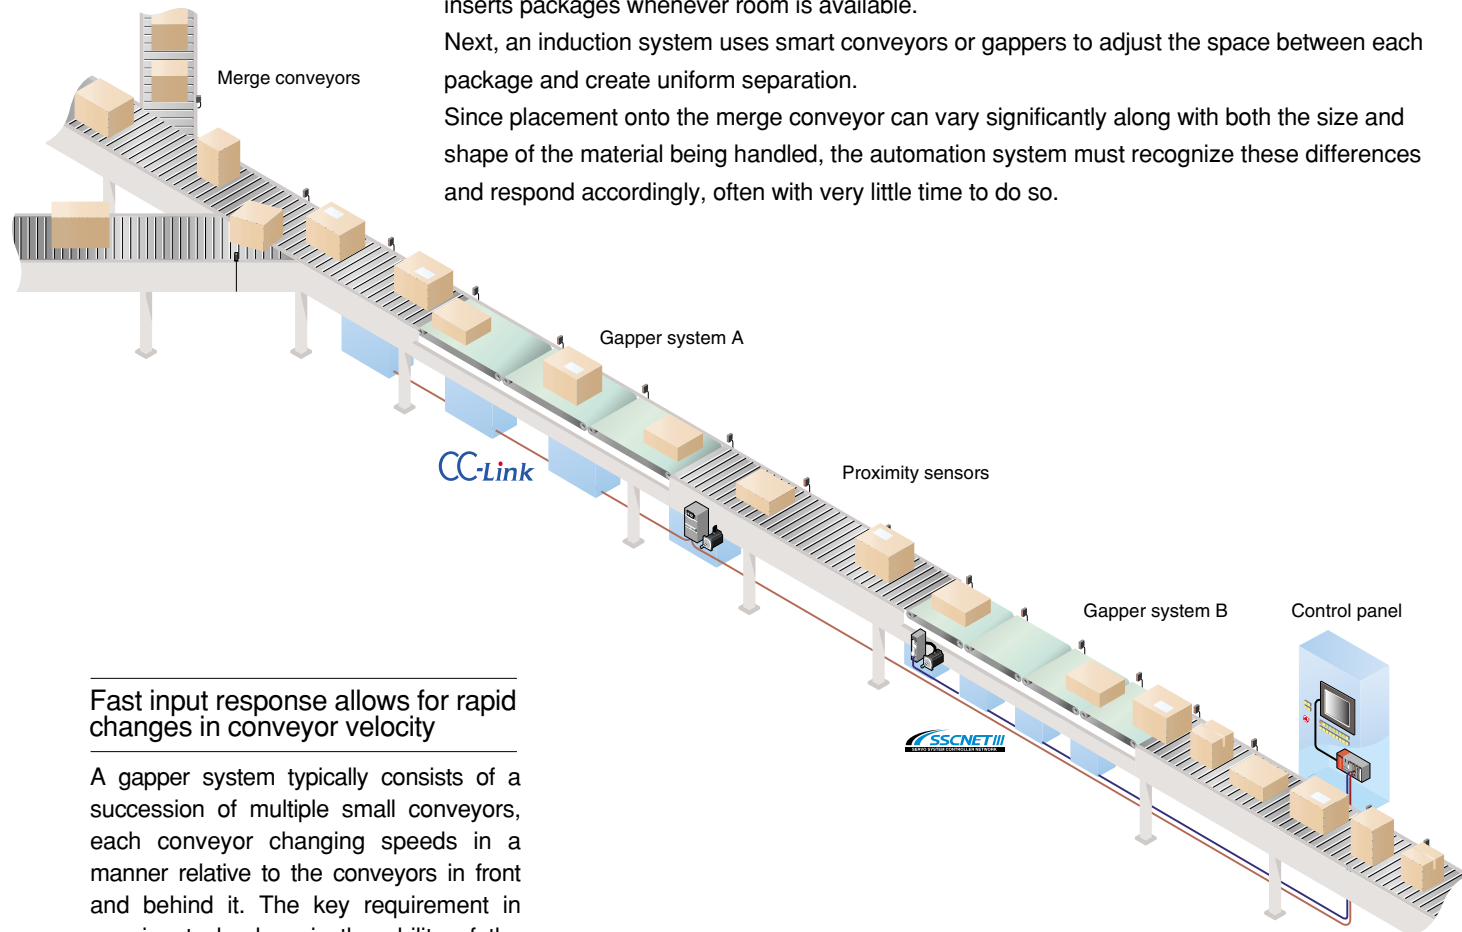 inserts packages whenever room is available.
Next, an induction system uses smart conveyors or gappers to adjust the space between each
package and create uniform separation.
Since placement onto the merge conveyor can vary significantly along with both the size and
shape of the material being handled, the automation system must recognize these differences
and respond accordingly, often with very little time to do so.
Merge conveyors
Gapper system A
CC-Link
Proximity sensors
Gapper system B
Control panel
SSCNET III
SERVO SYSTEM CONTROLLER NETWORK
Fast input response allows for rapid
changes in conveyor velocity
A gapper system typically consists of a
succession of multiple small conveyors,
each conveyor changing speeds in a
manner relative to the conveyors in front
and behind it. The key requirement in